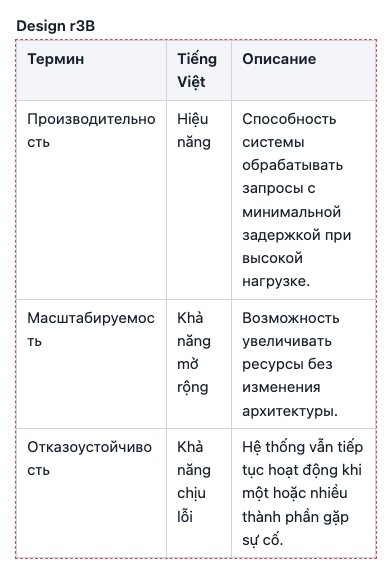 Design r3B
Термин
Tiếng
Việt
Описание
Производительно
сть
Hiệu
năng
Способность
системы
обрабатывать
запросы с
минимальной
задержкой при
высокой
нагрузке.
Масштабируемос
ть
Khả
năng
mở
rộng
Возможность
увеличивать
ресурсы без
изменения
архитектуры.
Отказоустойчиво
сть
Khả
năng
chịu
lỗi
Hệ thống vẫn tiếp
tục hoạt động khi
một hoặc nhiều
thành phần gặp
sự cố.